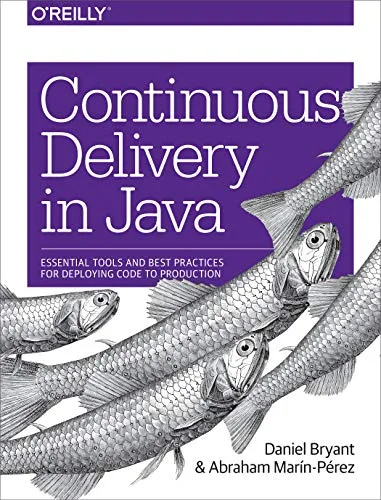 O'REILLY®
Continuous
Delivery
in Java
ESSENTIAL TOOLS AND BEST PRACTICES
FOR DEPLOYING CODE TO PRODUCTION
Daniel Bryant
& Abraham Marín-Pérez